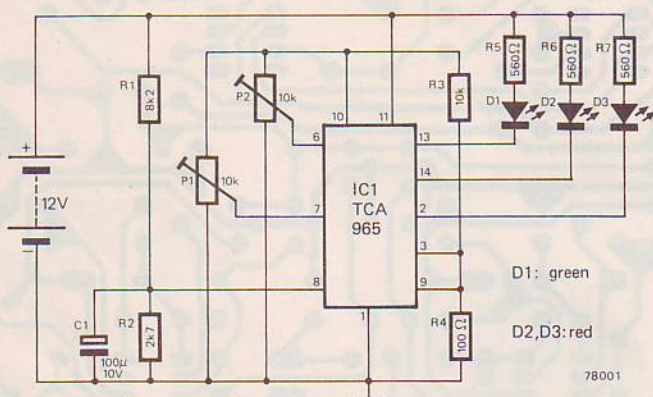 R1
8k2
P2
10k
P1
10k
R3
10k
R5
560Ω
R6
560Ω
R7
560Ω
D1
D2
D3
+
12V
−
10
11
6
7
8
13
14
2
3
9
1
IC1
TCA
965
C1
100µ
10V
R2
2k7
R4
100 Ω
D1: green
D2,D3: red
78001